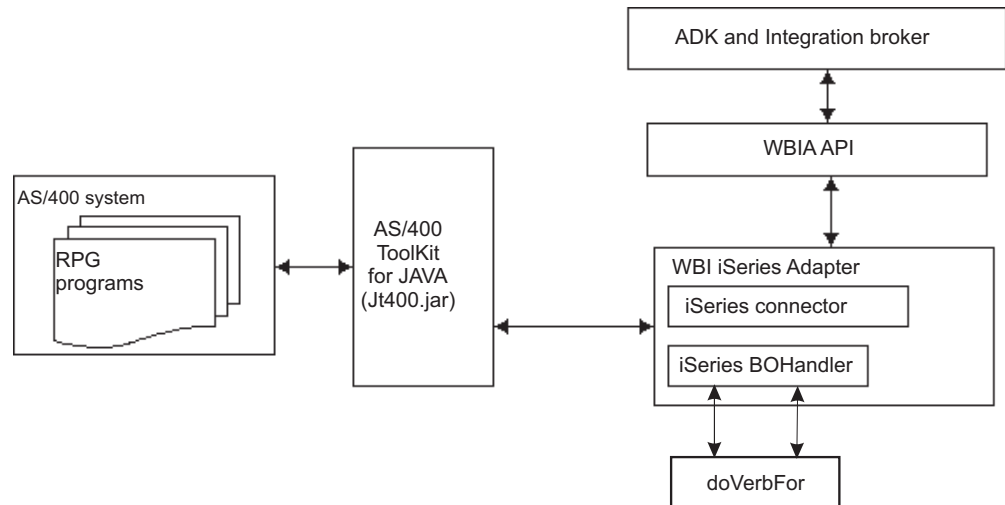 ADK and Integration broker
WBIA API
AS/400 system
RPG
programs
AS/400
ToolKit
for JAVA
(Jt400.jar)
WBI iSeries Adapter
iSeries connector
iSeries BOHandler
doVerbFor